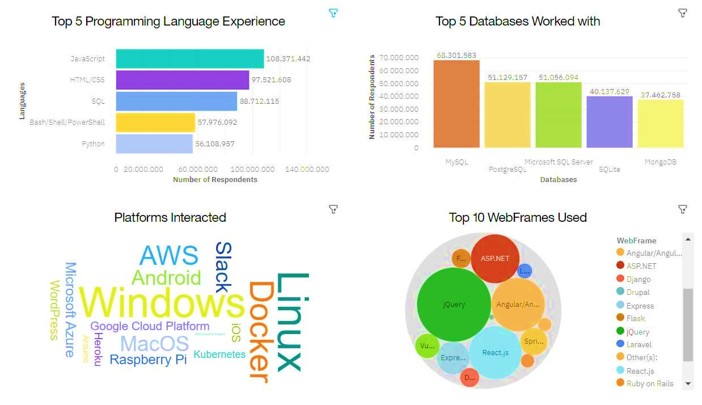 Top 5 Programming Language Experience
Languages
JavaScript
108.371.442
HTML/CSS
97.521.608
SQL
88.712.115
Bash/Shell/PowerShell
57.976.092
Python
56.108.957
0 20.000.000 60.000.000 100.000.000 140.000.000
Number of Respondents
Top 5 Databases Worked with
Number of Respondents
70.000.000
60.000.000
50.000.000
40.000.000
30.000.000
20.000.000
10.000.000
0
68.301.583
51.129.157
51.056.094
40.137.629
37.462.758
MySQL
PostgreSQL
Microsoft SQL Server
SQLite
MongoDB
Databases
Platforms Interacted
AWS
Slack
Android
Microsoft Azure
WordPress
Windows
Linux
Docker
Google Cloud Platform
iOS
MacOS
Arduino
Heroku
Raspberry Pi
Kubernetes
Top 10 WebFrames Used
F...
ASP.NET
L...
jQuery
Angular/An...
Vu...
Expre...
React.js
Spri...
D...
WebFrame
Angular/Angul...
ASP.NET
Django
Drupal
Express
Flask
jQuery
Laravel
Other(s):
React.js
Ruby on Rails